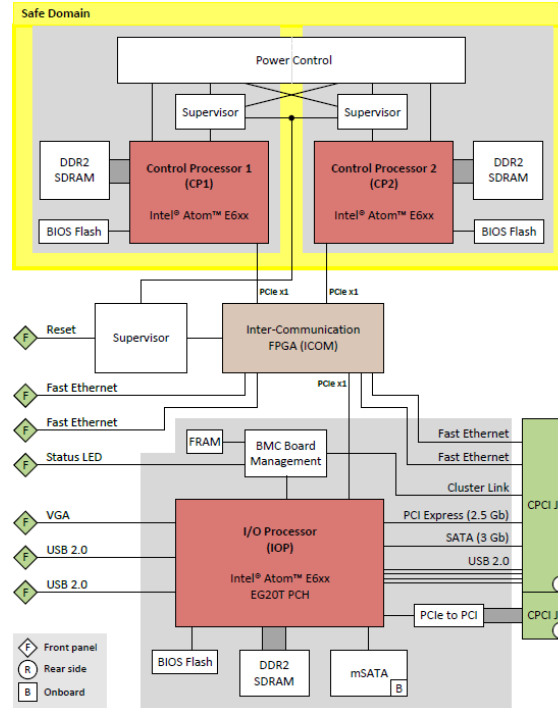 Safe Domain
Power Control
Supervisor
Supervisor
DDR2
SDRAM
Control Processor 1
(CP1)
Intel® Atom™ E6xx
Control Processor 2
(CP2)
Intel® Atom™ E6xx
DDR2
SDRAM
BIOS Flash
BIOS Flash
PCIe x1
PCIe x1
F
Reset
Supervisor
Inter-Communication
FPGA (ICOM)
F
Fast Ethernet
PCIe x1
F
Fast Ethernet
Fast Ethernet
F
Status LED
FRAM
BMC Board
Management
Fast Ethernet
Cluster Link
CPCI J
F
VGA
I/O Processor
(IOP)
Intel® Atom™ E6xx
EG20T PCH
PCI Express (2.5 Gb)
SATA (3 Gb)
F
USB 2.0
USB 2.0
F
USB 2.0
PCIe to PCI
CPCI J
BIOS Flash
DDR2
SDRAM
mSATA
B
F
Front panel
R
Rear side
B
Onboard